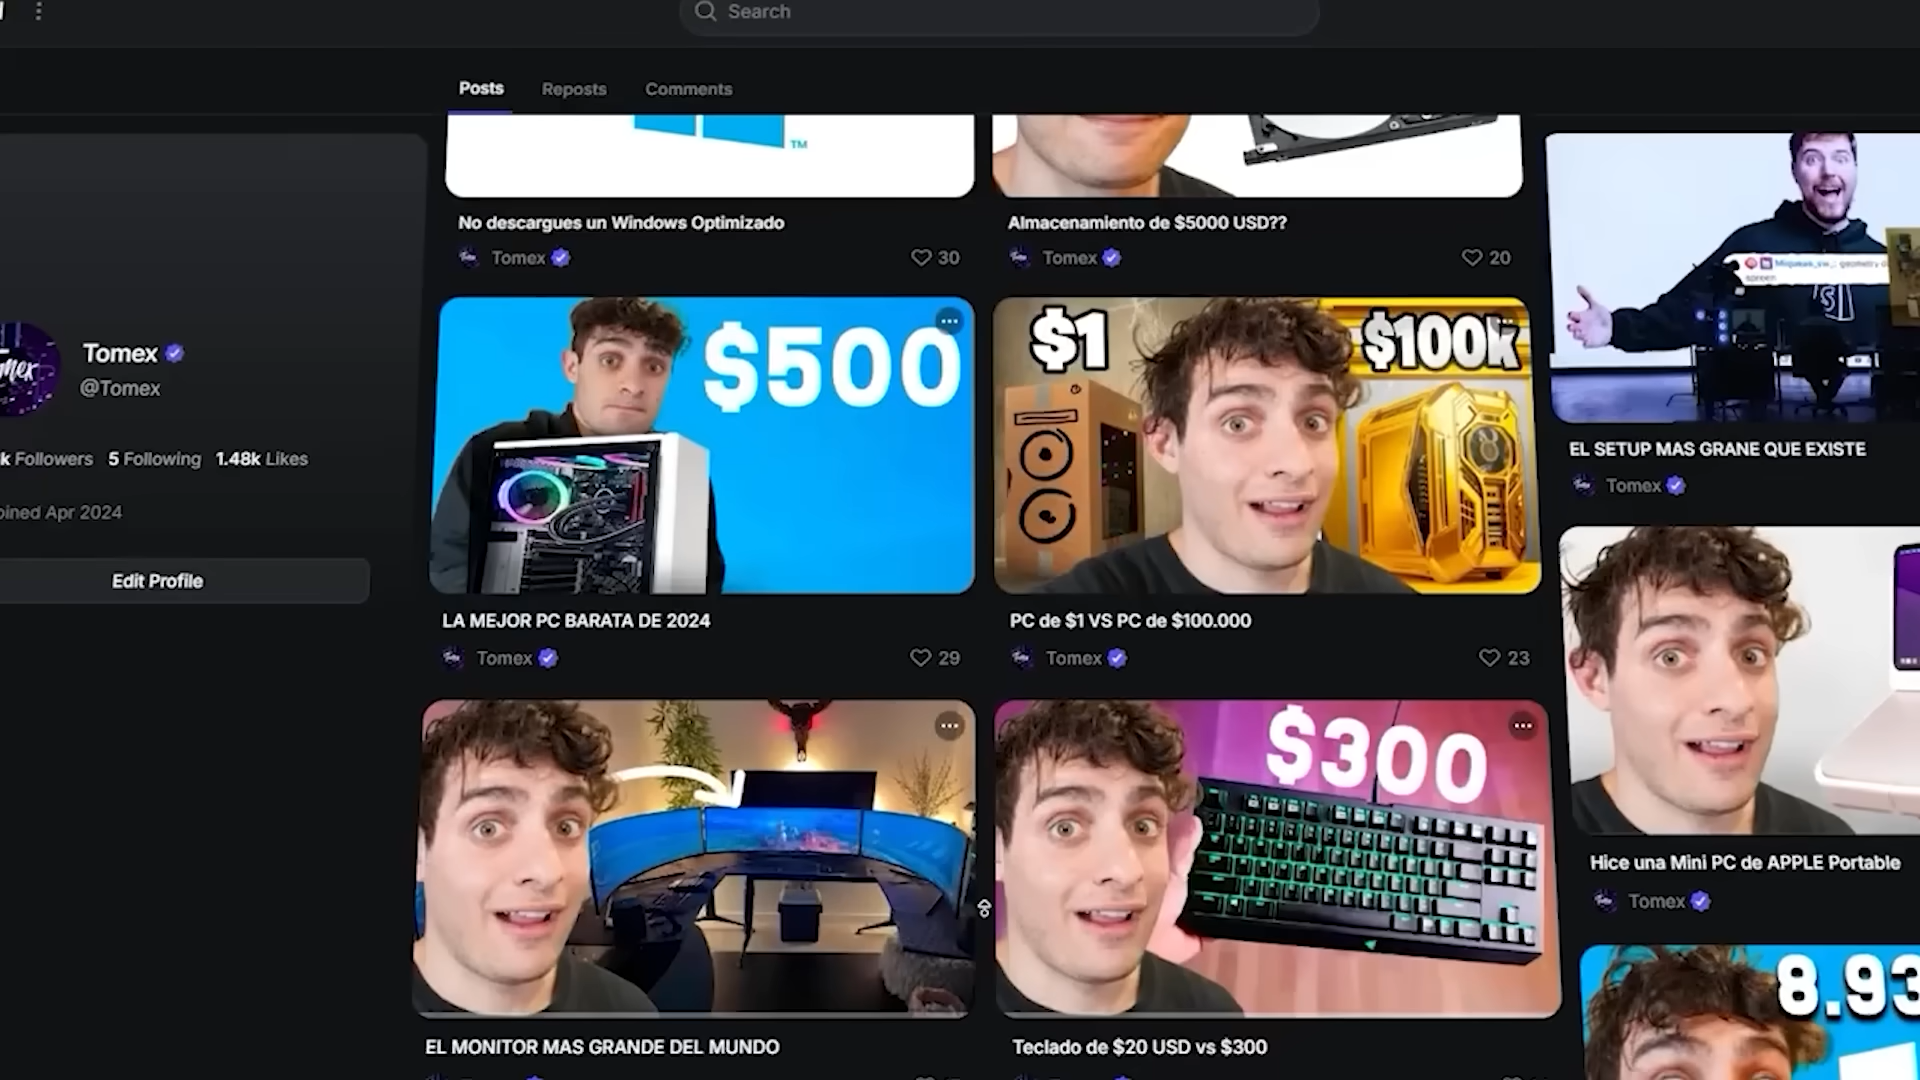 Search
Posts
Reposts
Comments
TM
No descargues un Windows Optimizado
Tomex
30
Almacenamiento de $5000 USD??
Tomex
20
Tomex
@Tomex
k Followers 5 Following 1.48k Likes
oined Apr 2024
Edit Profile
$500
LA MEJOR PC BARATA DE 2024
Tomex
29
$1
$100k
PC de $1 VS PC de $100.000
Tomex
23
EL SETUP MAS GRANE QUE EXISTE
Tomex
EL MONITOR MAS GRANDE DEL MUNDO
$300
Teclado de $20 USD vs $300
Hice una Mini PC de APPLE Portable
Tomex
8.93